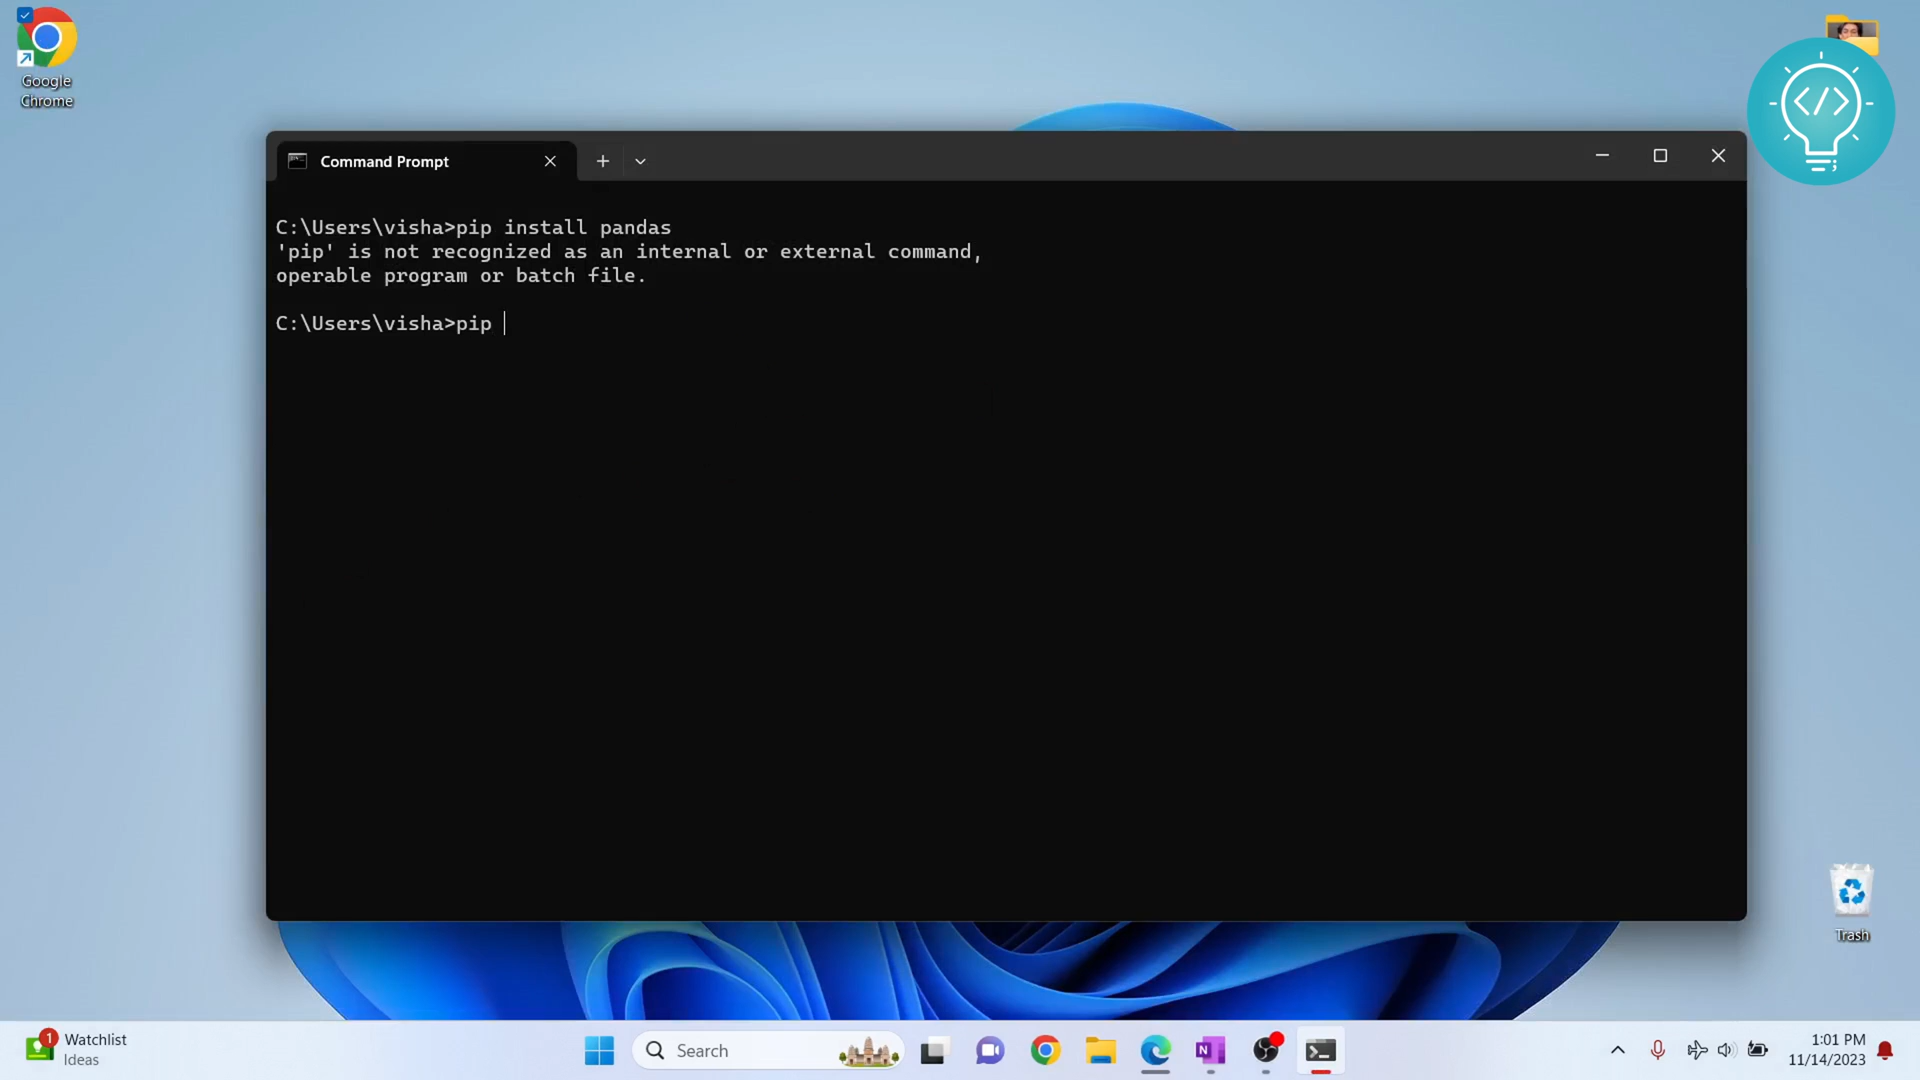 Google
Chrome
Command Prompt
</>
C:\Users\visha>pip install pandas
'pip' is not recognized as an internal or external command,
operable program or batch file.
C:\Users\visha>pip
Trash
1
Watchlist
Ideas
Search
N
1:01 PM
11/14/2023